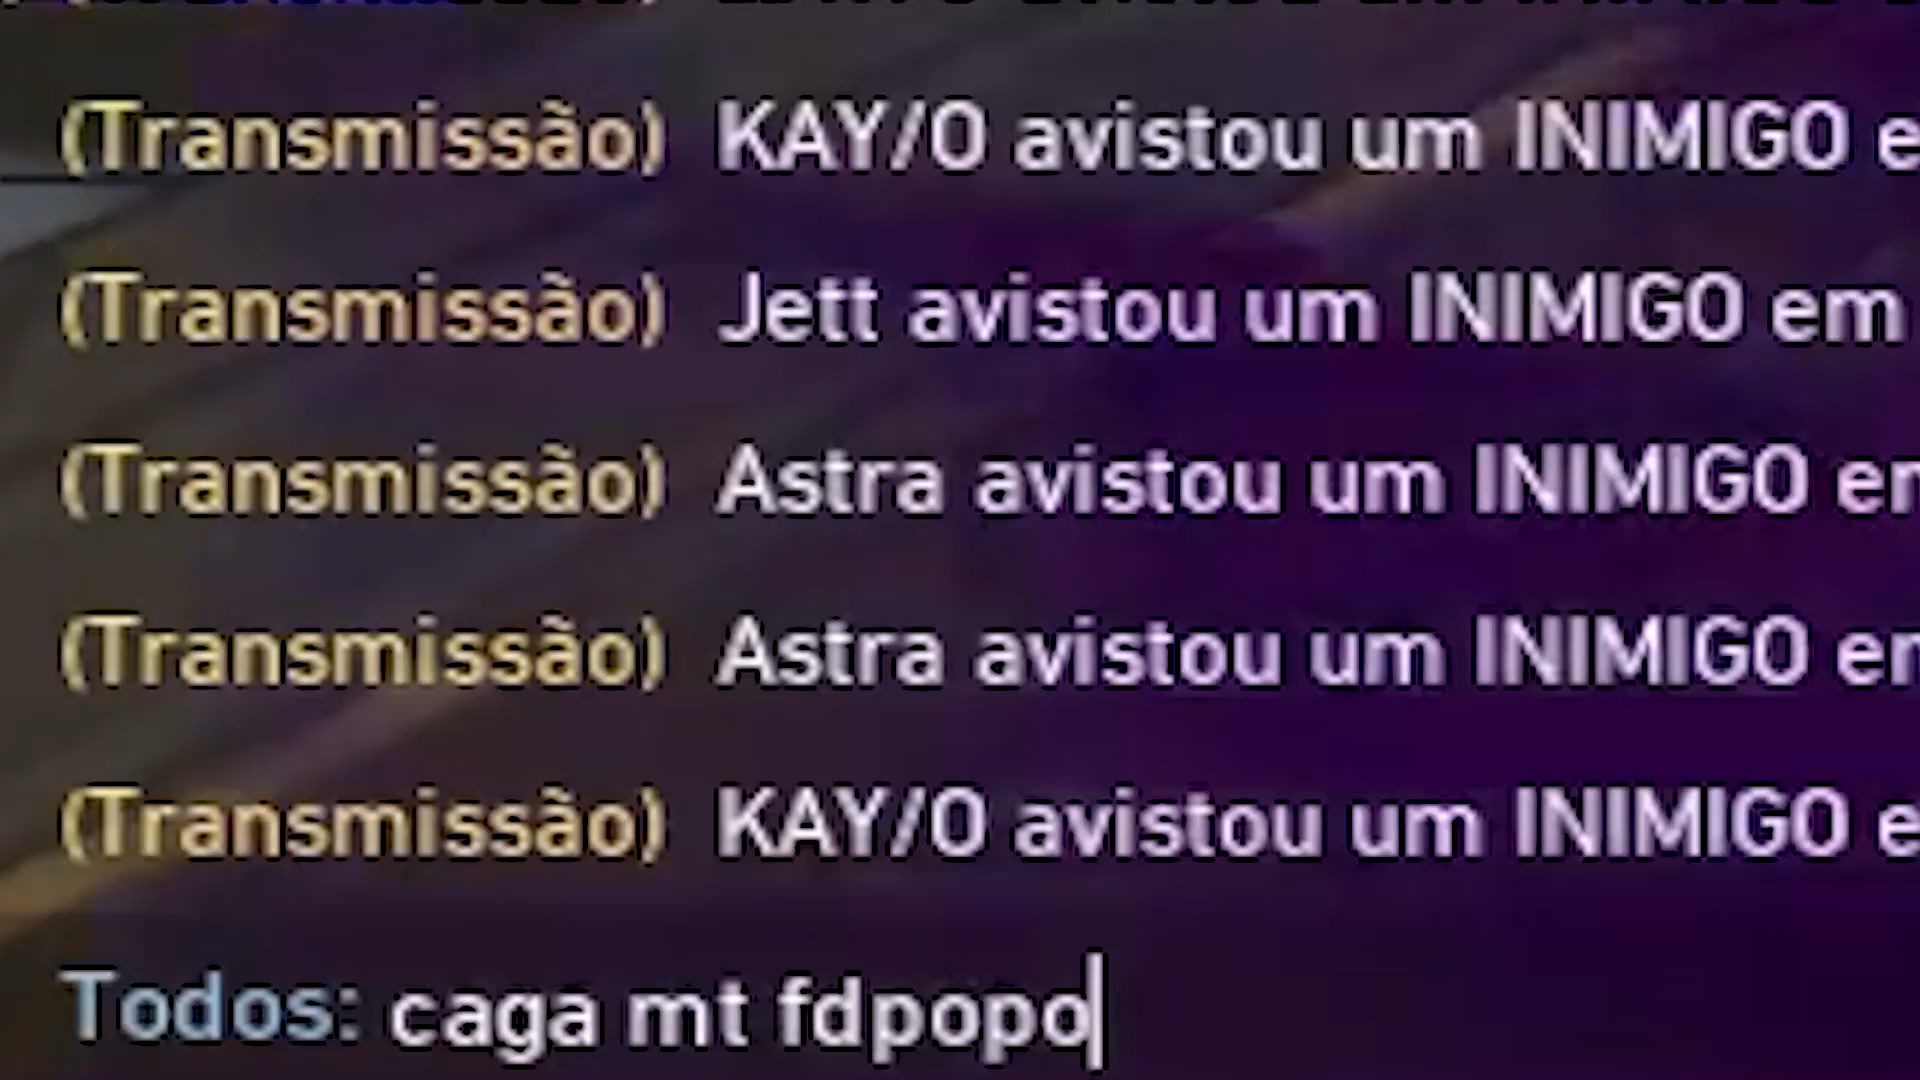 (Transmissão) KAY/O avistou um INIMIGO e
(Transmissão) Jett avistou um INIMIGO em
(Transmissão) Astra avistou um INIMIGO em
(Transmissão) Astra avistou um INIMIGO em
(Transmissão) KAY/O avistou um INIMIGO e
Todos: caga mt fdpopo